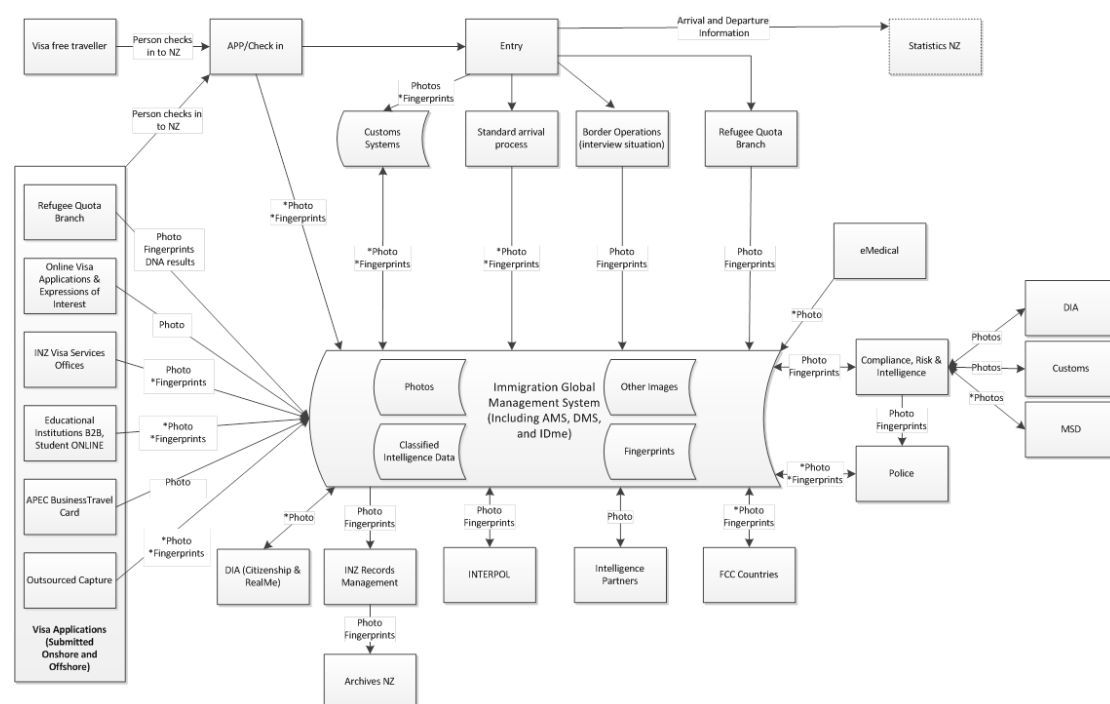 Visa free traveller
Person checks
in to NZ
APP/Check in
Entry
Arrival and Departure
Information
Statistics NZ
Person checks in
to NZ
Photos
*Fingerprints
Customs
Systems
Standard arrival
process
Border Operations
(interview situation)
Refugee Quota
Branch
Refugee Quota
Branch
Photo
Fingerprints
DNA results
*Photo
*Fingerprints
*Photo
*Fingerprints
*Photo
*Fingerprints
Photo
Fingerprints
Photo
Fingerprints
eMedical
*Photo
Online Visa
Applications &
Expressions of
Interest
Photo
INZ Visa Services
Offices
Photo
*Fingerprints
Educational
Institutions B2B,
Student ONLINE
*Photo
*Fingerprints
APEC BusinessTravel
Card
Photo
Outsourced Capture
*Photo
*Fingerprints
Visa Applications
(Submitted
Onshore and
Offshore)
Photos
Classified
Intelligence Data
Immigration Global
Management System
(Including AMS, DMS,
and IDme)
Other Images
Fingerprints
Photo
Fingerprints
Compliance, Risk &
Intelligence
Photos
DIA
Photos
Customs
*Photos
MSD
Photo
Fingerprints
*Photo
*Fingerprints
Police
*Photo
DIA (Citizenship &
RealMe)
Photo
Fingerprints
INZ Records
Management
Photo
Fingerprints
INTERPOL
Photo
Intelligence
Partners
*Photo
Fingerprints
FCC Countries
Photo
Fingerprints
Archives NZ